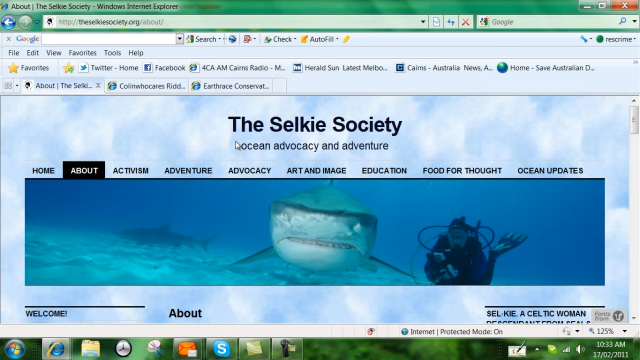 About | The Selkie Society - Windows Internet Explorer
http://theselkiesociety.org/about/
Google
Google Search Check AutoFill rescrime
File Edit View Favorites Tools Help
Favorites Twitter - Home Facebook 4CA AM Cairns Radio - M... Herald Sun Latest Melbo... Cairns - Australia News, A... Home - Save Australian D...
About | The Selki... X Colinwhocares Ridd... Earthrace Conservat...
The Selkie Society
ocean advocacy and adventure
HOME ABOUT ACTIVISM ADVENTURE ADVOCACY ART AND IMAGE EDUCATION FOOD FOR THOUGHT OCEAN UPDATES
WELCOME! About SEL·KIE. A CELTIC WOMAN
DESCENDANT FROM SEALS
Internet | Protected Mode: On 125%
10:33 AM
17/02/2011